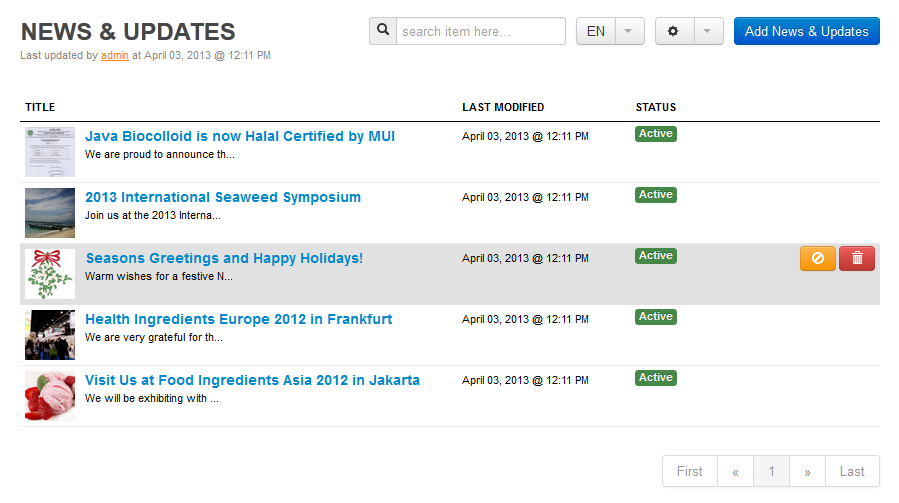 NEWS & UPDATES
search item here...
EN
Add News & Updates
Last updated by admin at April 03, 2013 @ 12:11 PM
TITLE
LAST MODIFIED
STATUS
Java Biocolloid is now Halal Certified by MUI
April 03, 2013 @ 12:11 PM
Active
We are proud to announce th...
2013 International Seaweed Symposium
April 03, 2013 @ 12:11 PM
Active
Join us at the 2013 Interna...
Seasons Greetings and Happy Holidays!
April 03, 2013 @ 12:11 PM
Active
Warm wishes for a festive N...
Health Ingredients Europe 2012 in Frankfurt
April 03, 2013 @ 12:11 PM
Active
We are very grateful for th...
Visit Us at Food Ingredients Asia 2012 in Jakarta
April 03, 2013 @ 12:11 PM
Active
We will be exhibiting with ...
First « 1 » Last